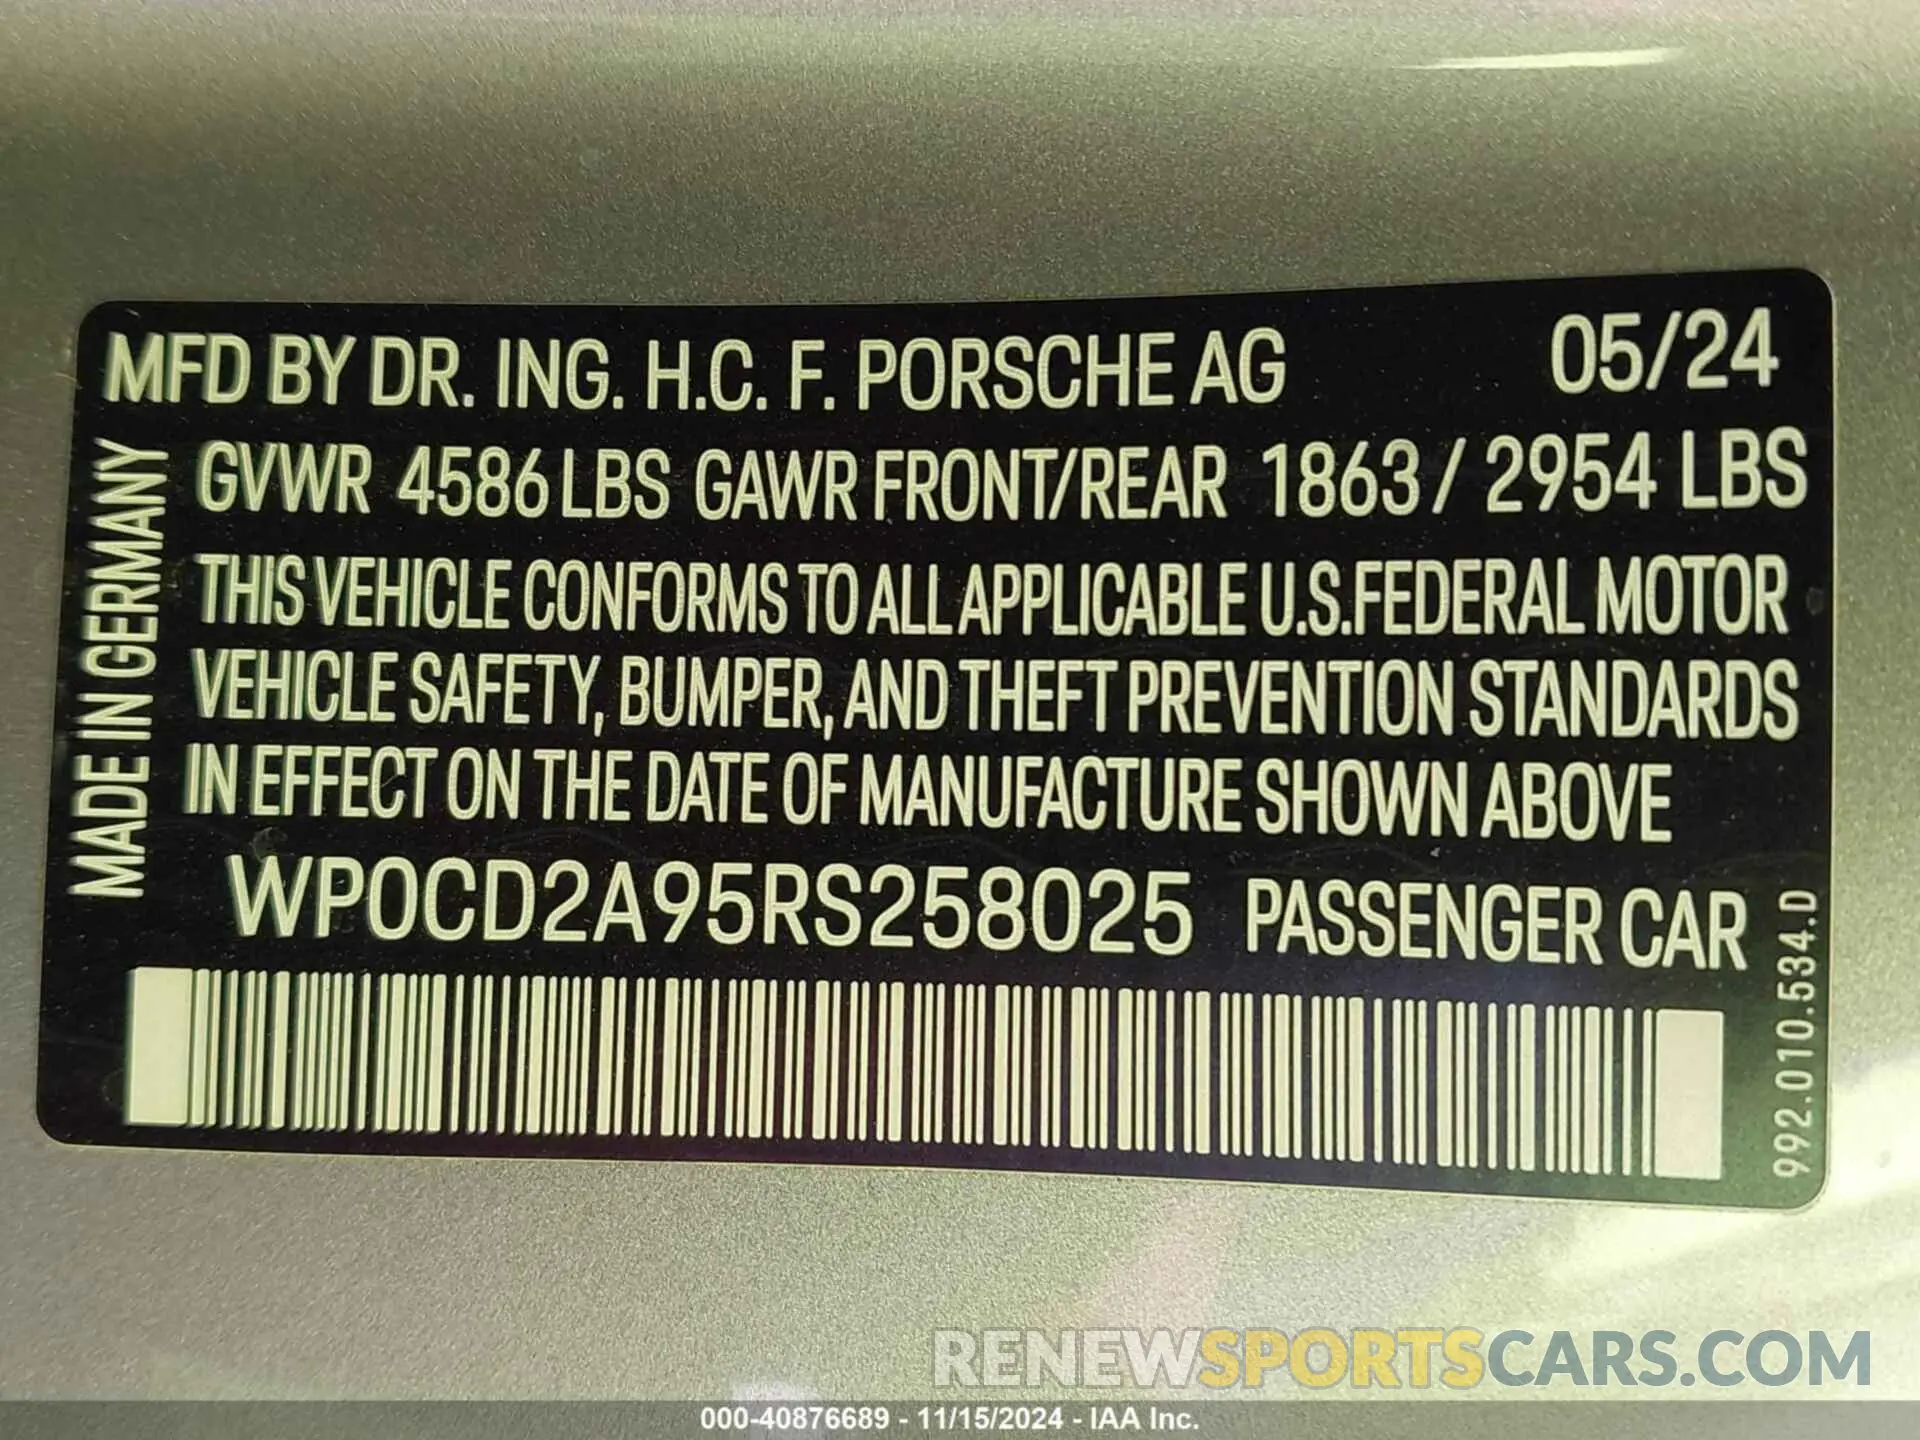 MFD BY DR. ING. H.C. F. PORSCHE AG 05/24
GVWR 4586 LBS GAWR FRONT/REAR 1863 / 2954 LBS
THIS VEHICLE CONFORMS TO ALL APPLICABLE U.S.FEDERAL MOTOR
VEHICLE SAFETY, BUMPER, AND THEFT PREVENTION STANDARDS
IN EFFECT ON THE DATE OF MANUFACTURE SHOWN ABOVE
WP0CD2A95RS258025 PASSENGER CAR
MADE IN GERMANY
992.010.534.D
RENEWSPORTSCARS.COM
000-40876689 - 11/15/2024 - IAA Inc.